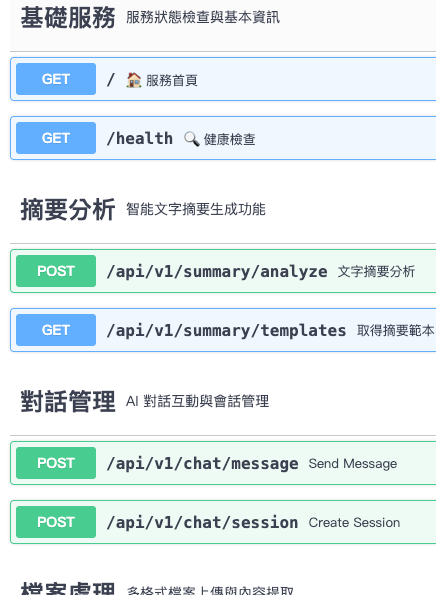 基礎服務 服務狀態檢查與基本資訊
GET / 🏠 服務首頁
GET /health 🔍 健康檢查
摘要分析 智能文字摘要生成功能
POST /api/v1/summary/analyze 文字摘要分析
GET /api/v1/summary/templates 取得摘要範本
對話管理 AI 對話互動與會話管理
POST /api/v1/chat/message Send Message
POST /api/v1/chat/session Create Session
檔案處理 多格式檔案上傳與內容提取